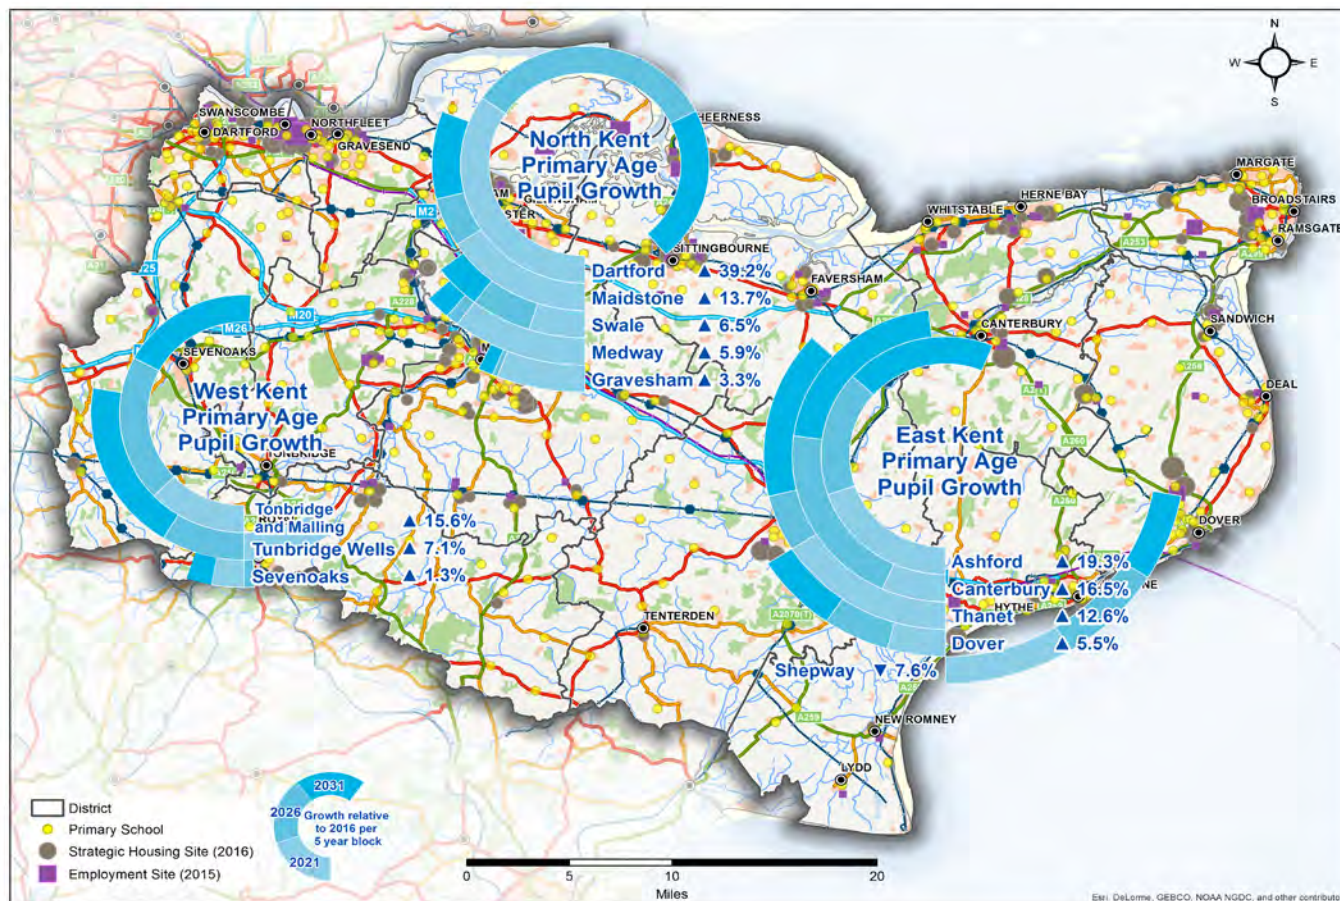 N
W E
S
SWANSCOMBE
DARTFORD
NORTHFLEET
GRAVESEND
North Kent
Primary Age
Pupil Growth
HEERNESS
MARGATE
HERNE BAY
BROADSTAIRS
WHITSTABLE
RAMSGATE
M2
A253
SITTINGBOURNE
Dartford ▲ 39.2%
Maidstone ▲ 13.7%
Swale ▲ 6.5%
Medway ▲ 5.9%
Gravesham ▲ 3.3%
FAVERSHAM
A228
M20
M26
SANDWICH
CANTERBURY
SEVENOAKS
DEAL
West Kent
Primary Age
Pupil Growth
East Kent
Primary Age
Pupil Growth
A260
TONBRIDGE
Tonbridge
and Malling ▲ 15.6%
Tunbridge Wells ▲ 7.1%
Sevenoaks ▲ 1.3%
DOVER
Ashford ▲ 19.3%
Canterbury ▲ 16.5%
HYTHE
Thanet ▲ 12.6%
Dover ▲ 5.5%
A2070(T)
TENTERDEN
Shepway ▼ 7.6%
A259
NEW ROMNEY
LYDD
District
Primary School
Strategic Housing Site (2016)
Employment Site (2015)
2031
2026
2021
Growth relative
to 2016 per
5 year block
0 5 10 20
Miles
Esri, DeLorme, GEBCO, NOAA NGDC, and other contributo